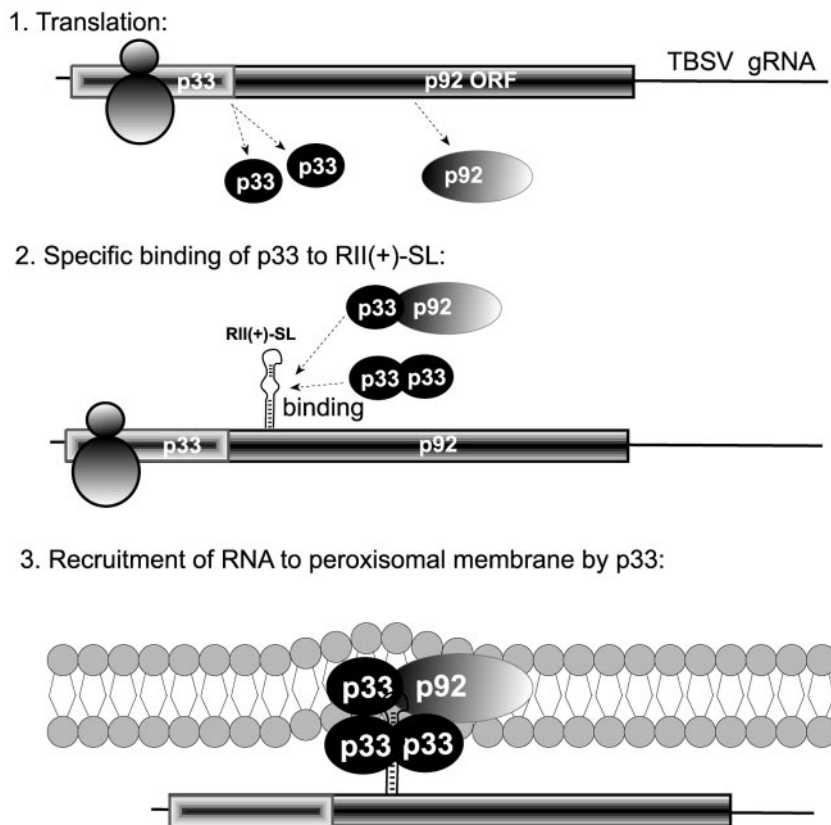 1. Translation:
TBSV gRNA
p33 p92 ORF
p33 p33 p92
2. Specific binding of p33 to RII(+)-SL:
p33 p92
RII(+)-SL
p33 p33
binding
p33 p92
3. Recruitment of RNA to peroxisomal membrane by p33:
p33 p92
p33 p33